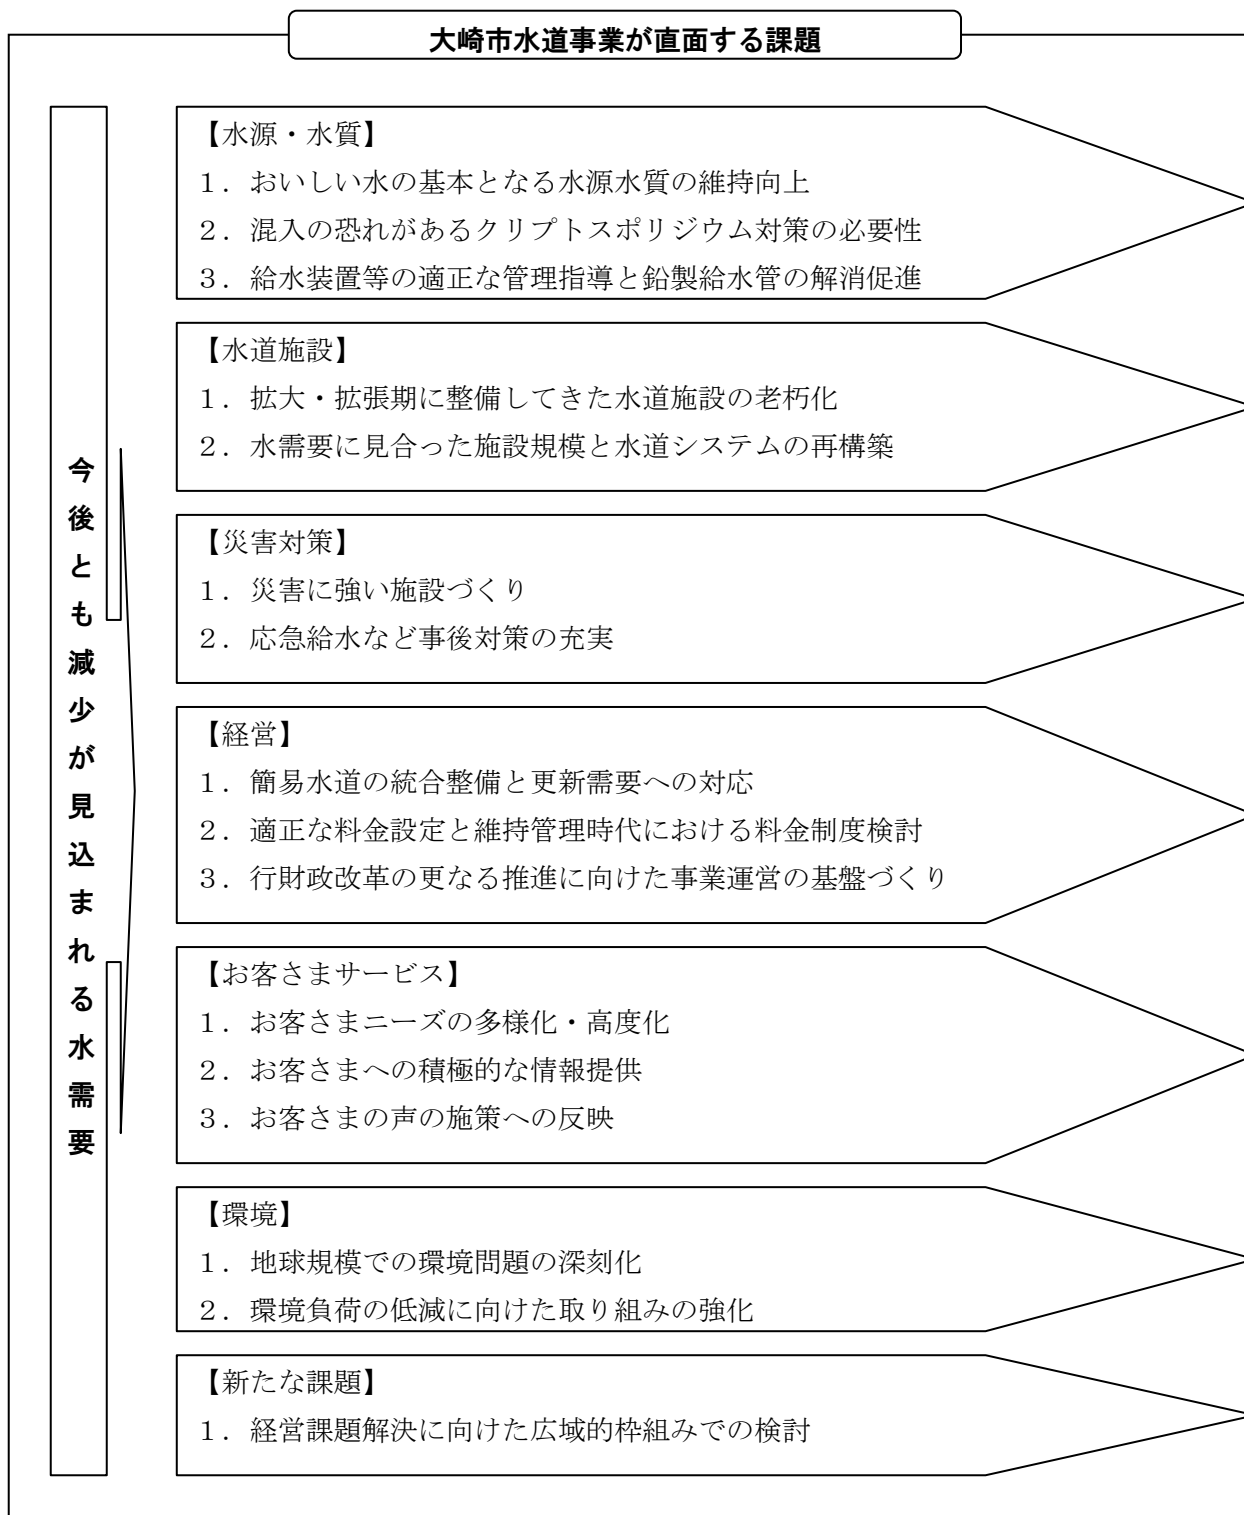 大崎市水道事業が直面する課題
今後とも減少が見込まれる水需要
【水源・水質】
１．おいしい水の基本となる水源水質の維持向上
２．混入の恐れがあるクリプトスポリジウム対策の必要性
３．給水装置等の適正な管理指導と鉛製給水管の解消促進
【水道施設】
１．拡大・拡張期に整備してきた水道施設の老朽化
２．水需要に見合った施設規模と水道システムの再構築
【災害対策】
１．災害に強い施設づくり
２．応急給水など事後対策の充実
【経営】
１．簡易水道の統合整備と更新需要への対応
２．適正な料金設定と維持管理時代における料金制度検討
３．行財政改革の更なる推進に向けた事業運営の基盤づくり
【お客さまサービス】
１．お客さまニーズの多様化・高度化
２．お客さまへの積極的な情報提供
３．お客さまの声の施策への反映
【環境】
１．地球規模での環境問題の深刻化
２．環境負荷の低減に向けた取り組みの強化
【新たな課題】
１．経営課題解決に向けた広域的枠組みでの検討